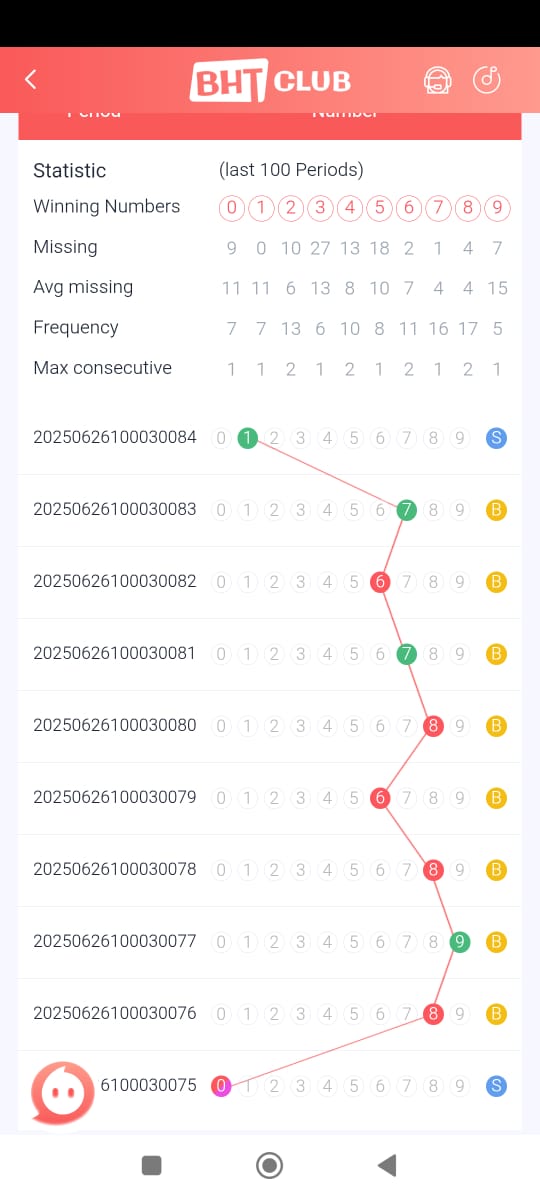 BHT CLUB
Period Number
Statistic (last 100 Periods)
Winning Numbers 0 1 2 3 4 5 6 7 8 9
Missing 9 0 10 27 13 18 2 1 4 7
Avg missing 11 11 6 13 8 10 7 4 4 15
Frequency 7 7 13 6 10 8 11 16 17 5
Max consecutive 1 1 2 1 2 1 2 1 2 1
20250626100030084 0 1 2 3 4 5 6 7 8 9 S
20250626100030083 0 1 2 3 4 5 6 7 8 9 B
20250626100030082 0 1 2 3 4 5 6 7 8 9 B
20250626100030081 0 1 2 3 4 5 6 7 8 9 B
20250626100030080 0 1 2 3 4 5 6 7 8 9 B
20250626100030079 0 1 2 3 4 5 6 7 8 9 B
20250626100030078 0 1 2 3 4 5 6 7 8 9 B
20250626100030077 0 1 2 3 4 5 6 7 8 9 B
20250626100030076 0 1 2 3 4 5 6 7 8 9 B
6100030075 0 1 2 3 4 5 6 7 8 9 S